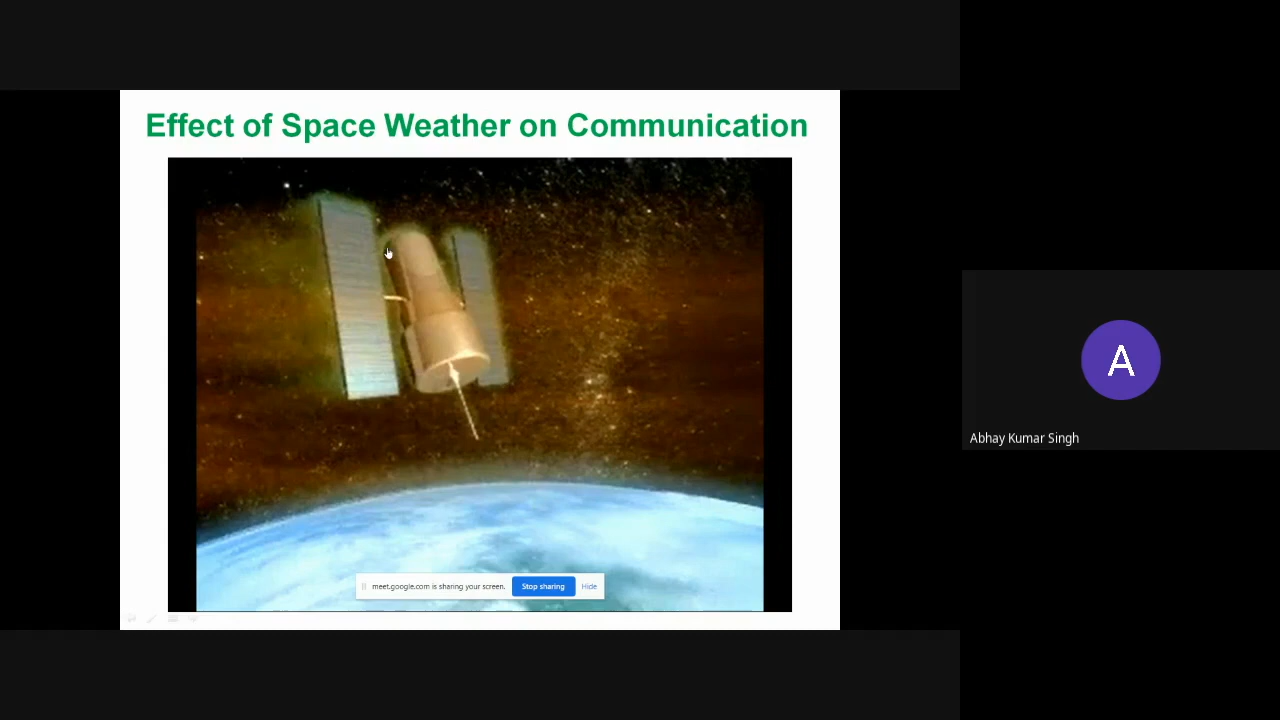 Effect of Space Weather on Communication
A
Abhay Kumar Singh
meet.google.com is sharing your screen.
Stop sharing
Hide